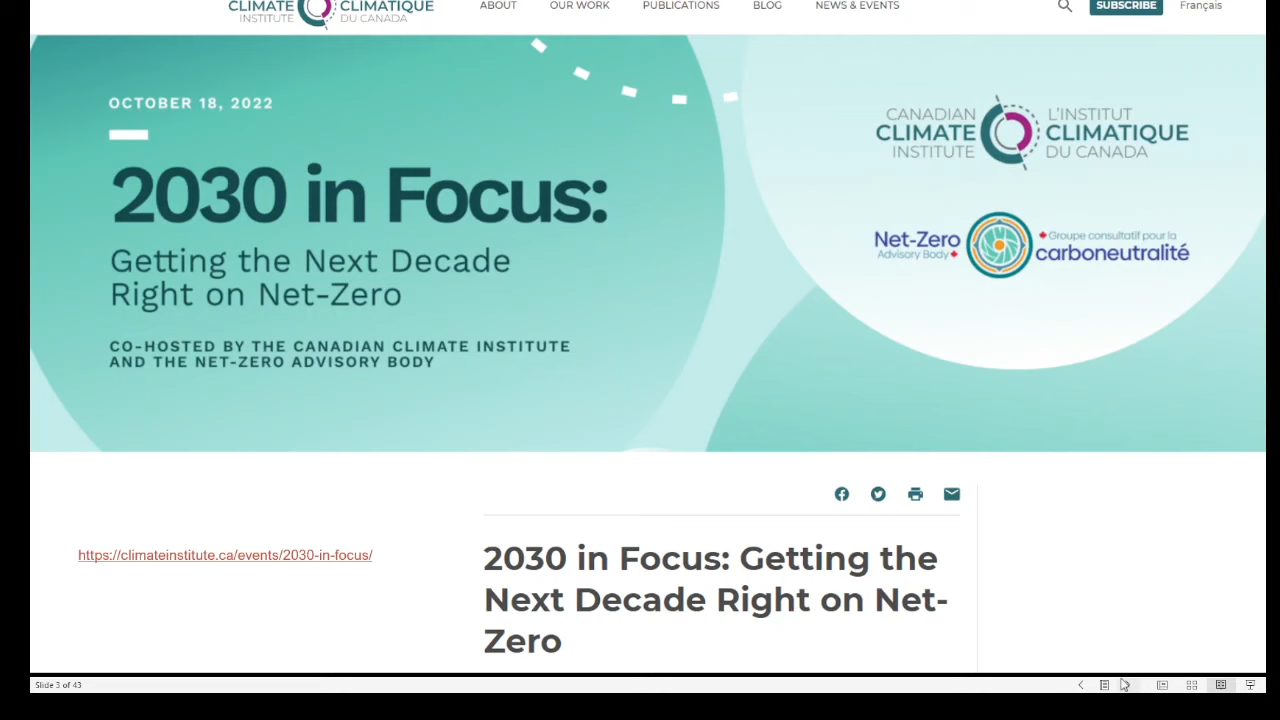 CLIMATE
INSTITUTE
CLIMATIQUE
DU CANADA
ABOUT
OUR WORK
PUBLICATIONS
BLOG
NEWS & EVENTS
SUBSCRIBE
Français
OCTOBER 18, 2022
2030 in Focus:
Getting the Next Decade
Right on Net-Zero
CO-HOSTED BY THE CANADIAN CLIMATE INSTITUTE
AND THE NET-ZERO ADVISORY BODY
CANADIAN
CLIMATE
INSTITUTE
L'INSTITUT
CLIMATIQUE
DU CANADA
Net-Zero
Advisory Body
Groupe consultatif pour la
carboneutralité
https://climateinstitute.ca/events/2030-in-focus/
2030 in Focus: Getting the
Next Decade Right on Net-
Zero
Slide 3 of 43